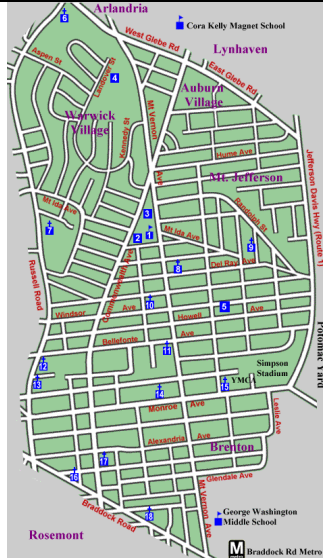 Arlandria
6
Cora Kelly Magnet School
West Glebe Rd
Lynhaven
Aspen St
Landover St
4
East Glebe Rd
Auburn
Village
Warwick
Village
Kennedy St
Mt Vernon
Ave
Hume Ave
Mt. Jefferson
Jefferson Davis Hwy (Route 1)
Mt Ida Ave
7
3
Randolph St
2
1
Mt Ida Ave
9
8
Del Ray Ave
Russell Road
Commonwealth Ave
Windsor
Ave
10
Howell
5
Ave
Bellefonte
Ave
11
Potomac Yard
12
13
Simpson
Stadium
YMCA
14
15
Monroe
Ave
Leslie Ave
Alexandria
Ave
Brenton
17
16
Glendale Ave
Mt Vernon Ave
Braddock Road
18
George Washington
Middle School
Rosemont
M
Braddock Rd Metro